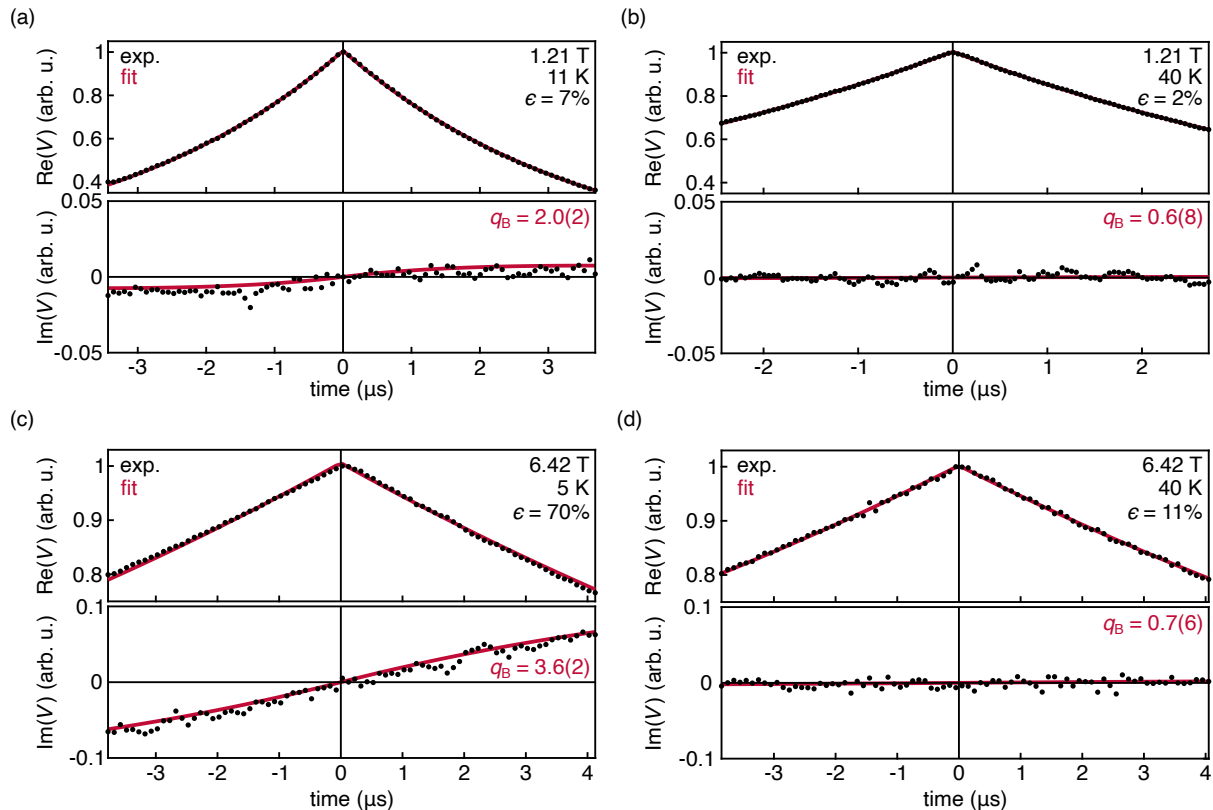 (a)
Re(V) (arb. u.)
1
0.8
0.6
0.4
exp.
fit
1.21 T
11 K
ϵ = 7%
Im(V) (arb. u.)
0.05
0
-0.05
q_B = 2.0(2)
-3 -2 -1 0 1 2 3
time (µs)
(b)
Re(V) (arb. u.)
1
0.8
0.6
0.4
exp.
fit
1.21 T
40 K
ϵ = 2%
Im(V) (arb. u.)
0.05
0
-0.05
q_B = 0.6(8)
-2 -1 0 1 2
time (µs)
(c)
Re(V) (arb. u.)
1
0.9
0.8
exp.
fit
6.42 T
5 K
ϵ = 70%
Im(V) (arb. u.)
0.1
0
-0.1
q_B = 3.6(2)
-3 -2 -1 0 1 2 3 4
time (µs)
(d)
Re(V) (arb. u.)
1
0.9
0.8
exp.
fit
6.42 T
40 K
ϵ = 11%
Im(V) (arb. u.)
0.1
0
-0.1
q_B = 0.7(6)
-3 -2 -1 0 1 2 3 4
time (µs)